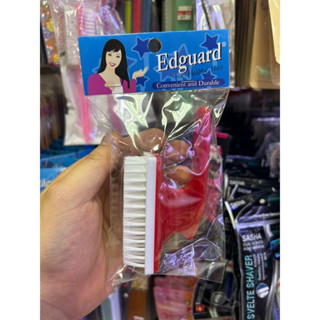 Edguard®
Convenient and Durable
SASHA
SVELTE SHAVER